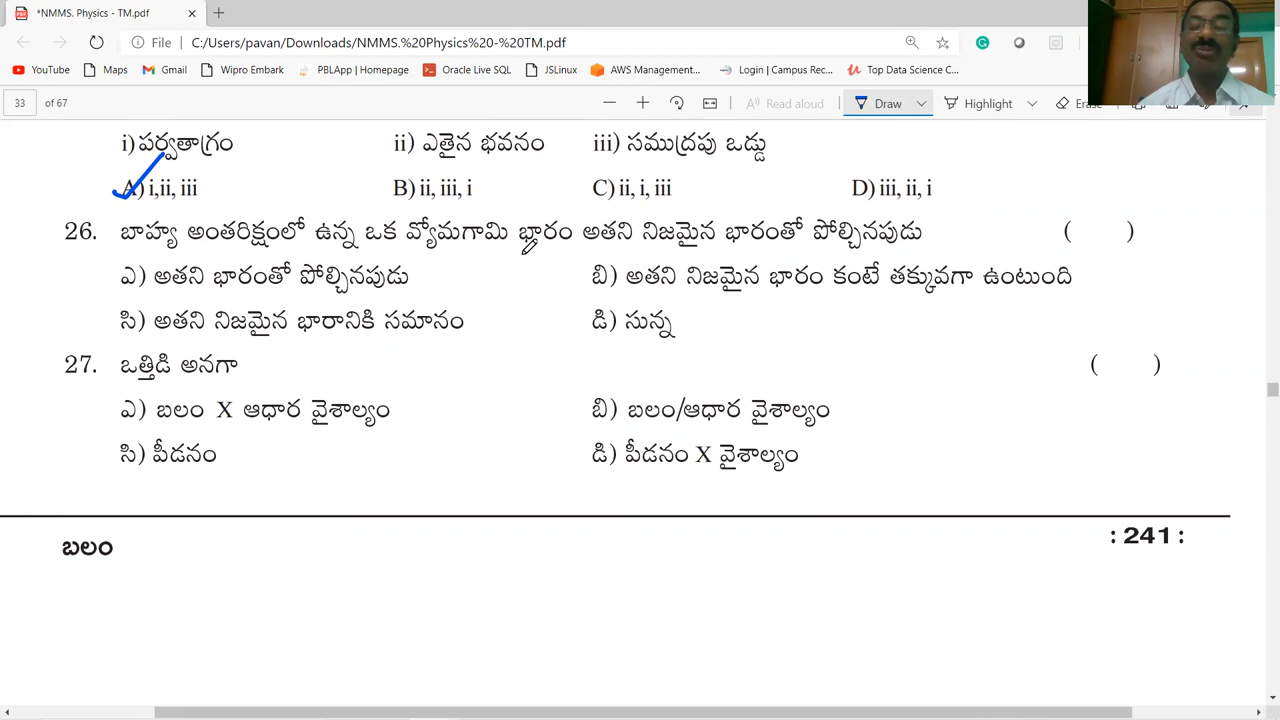 *NMMS. Physics - TM.pdf
File C:/Users/pavan/Downloads/NMMS.%20Physics%20-%20TM.pdf
YouTube Maps Gmail Wipro Embark PBLApp | Homepage Oracle Live SQL JSLinux AWS Management... Login | Campus Rec... Top Data Science C...
33 of 67 Read aloud Draw Highlight Erase
i) పర్వతాగ్రం ii) ఎతైన భవనం iii) సముద్రపు ఒడ్డు
A) i,ii, iii B) ii, iii, i C) ii, i, iii D) iii, ii, i
26. బాహ్య అంతరిక్షంలో ఉన్న ఒక వ్యోమగామి భారం అతని నిజమైన భారంతో పోల్చినపుడు ( )
ఎ) అతని భారంతో పోల్చినపుడు బి) అతని నిజమైన భారం కంటే తక్కువగా ఉంటుంది
సి) అతని నిజమైన భారానికి సమానం డి) సున్న
27. ఒత్తిడి అనగా ( )
ఎ) బలం X ఆధార వైశాల్యం బి) బలం/ఆధార వైశాల్యం
సి) పీడనం డి) పీడనం X వైశాల్యం
బలం : 241 :